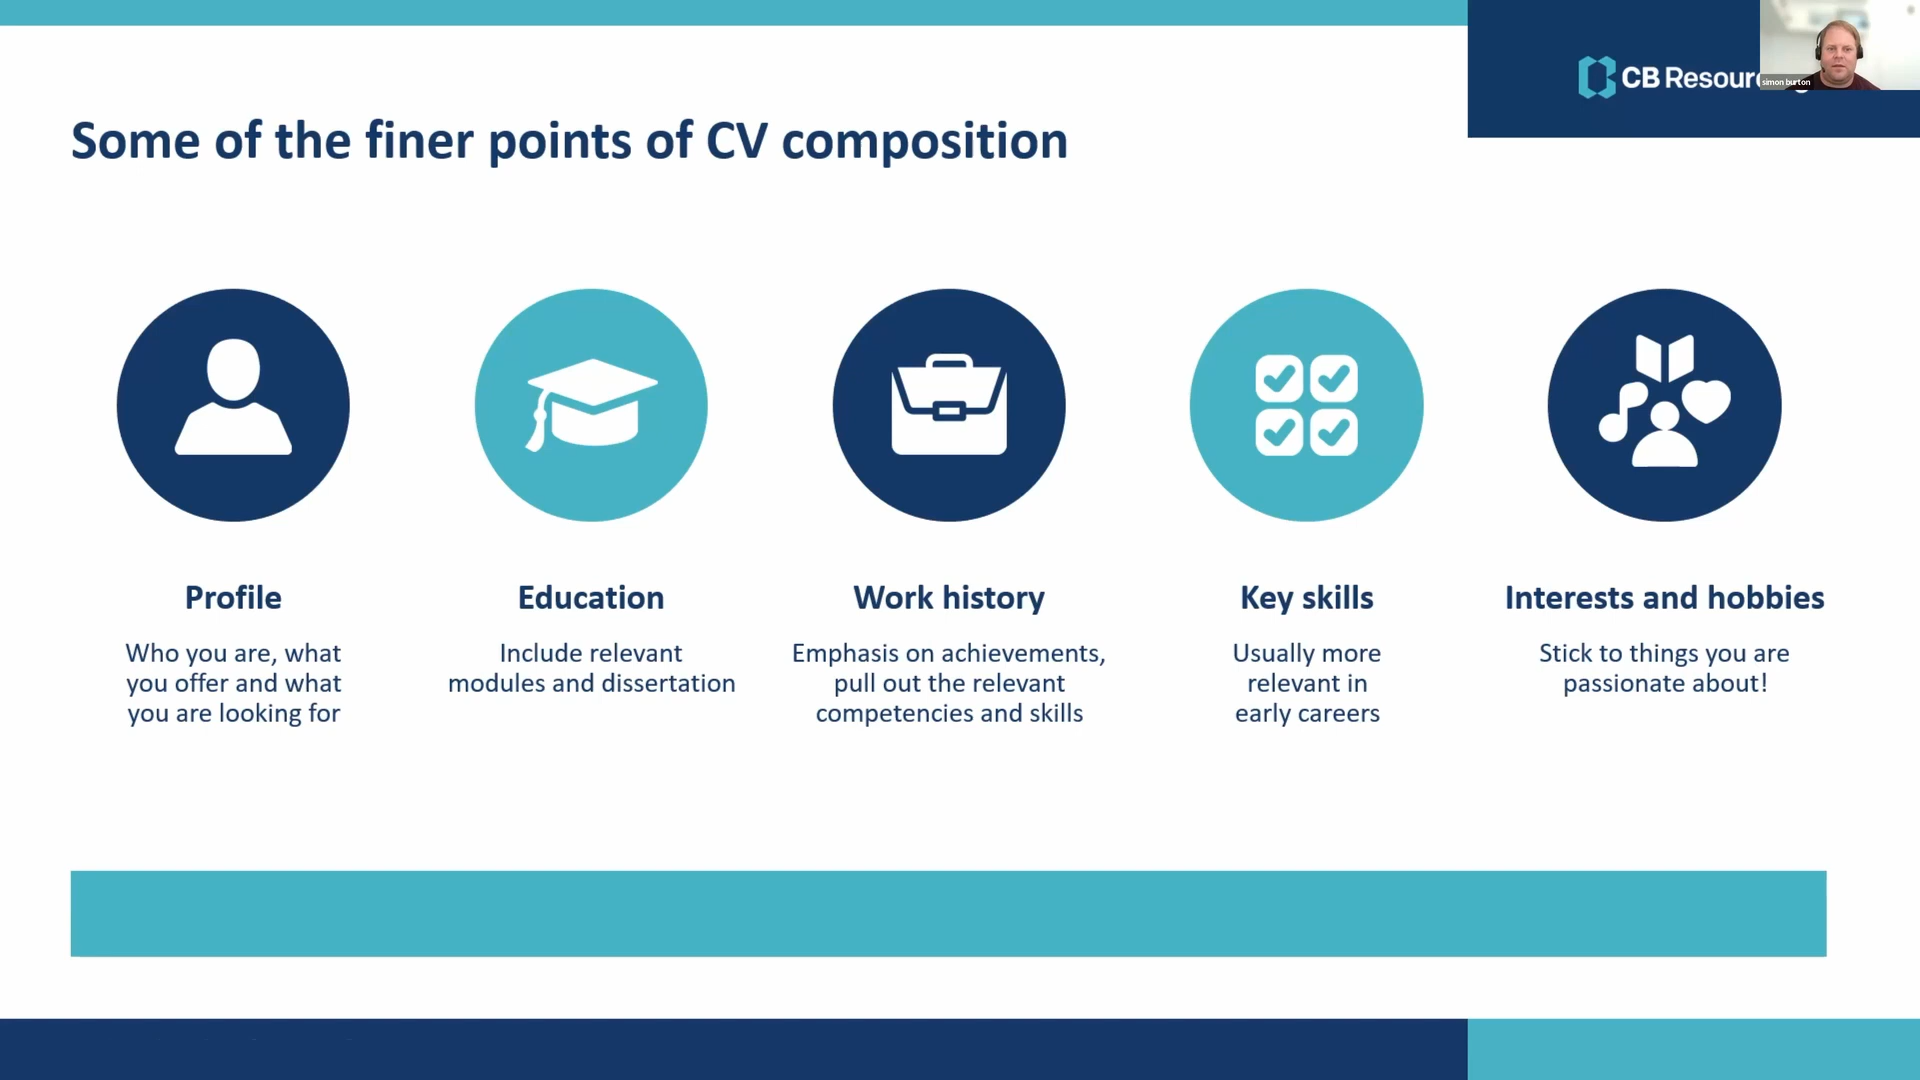 CB Resour
simon burton
Some of the finer points of CV composition
Profile
Who you are, what
you offer and what
you are looking for
Education
Include relevant
modules and dissertation
Work history
Emphasis on achievements,
pull out the relevant
competencies and skills
Key skills
Usually more
relevant in
early careers
Interests and hobbies
Stick to things you are
passionate about!